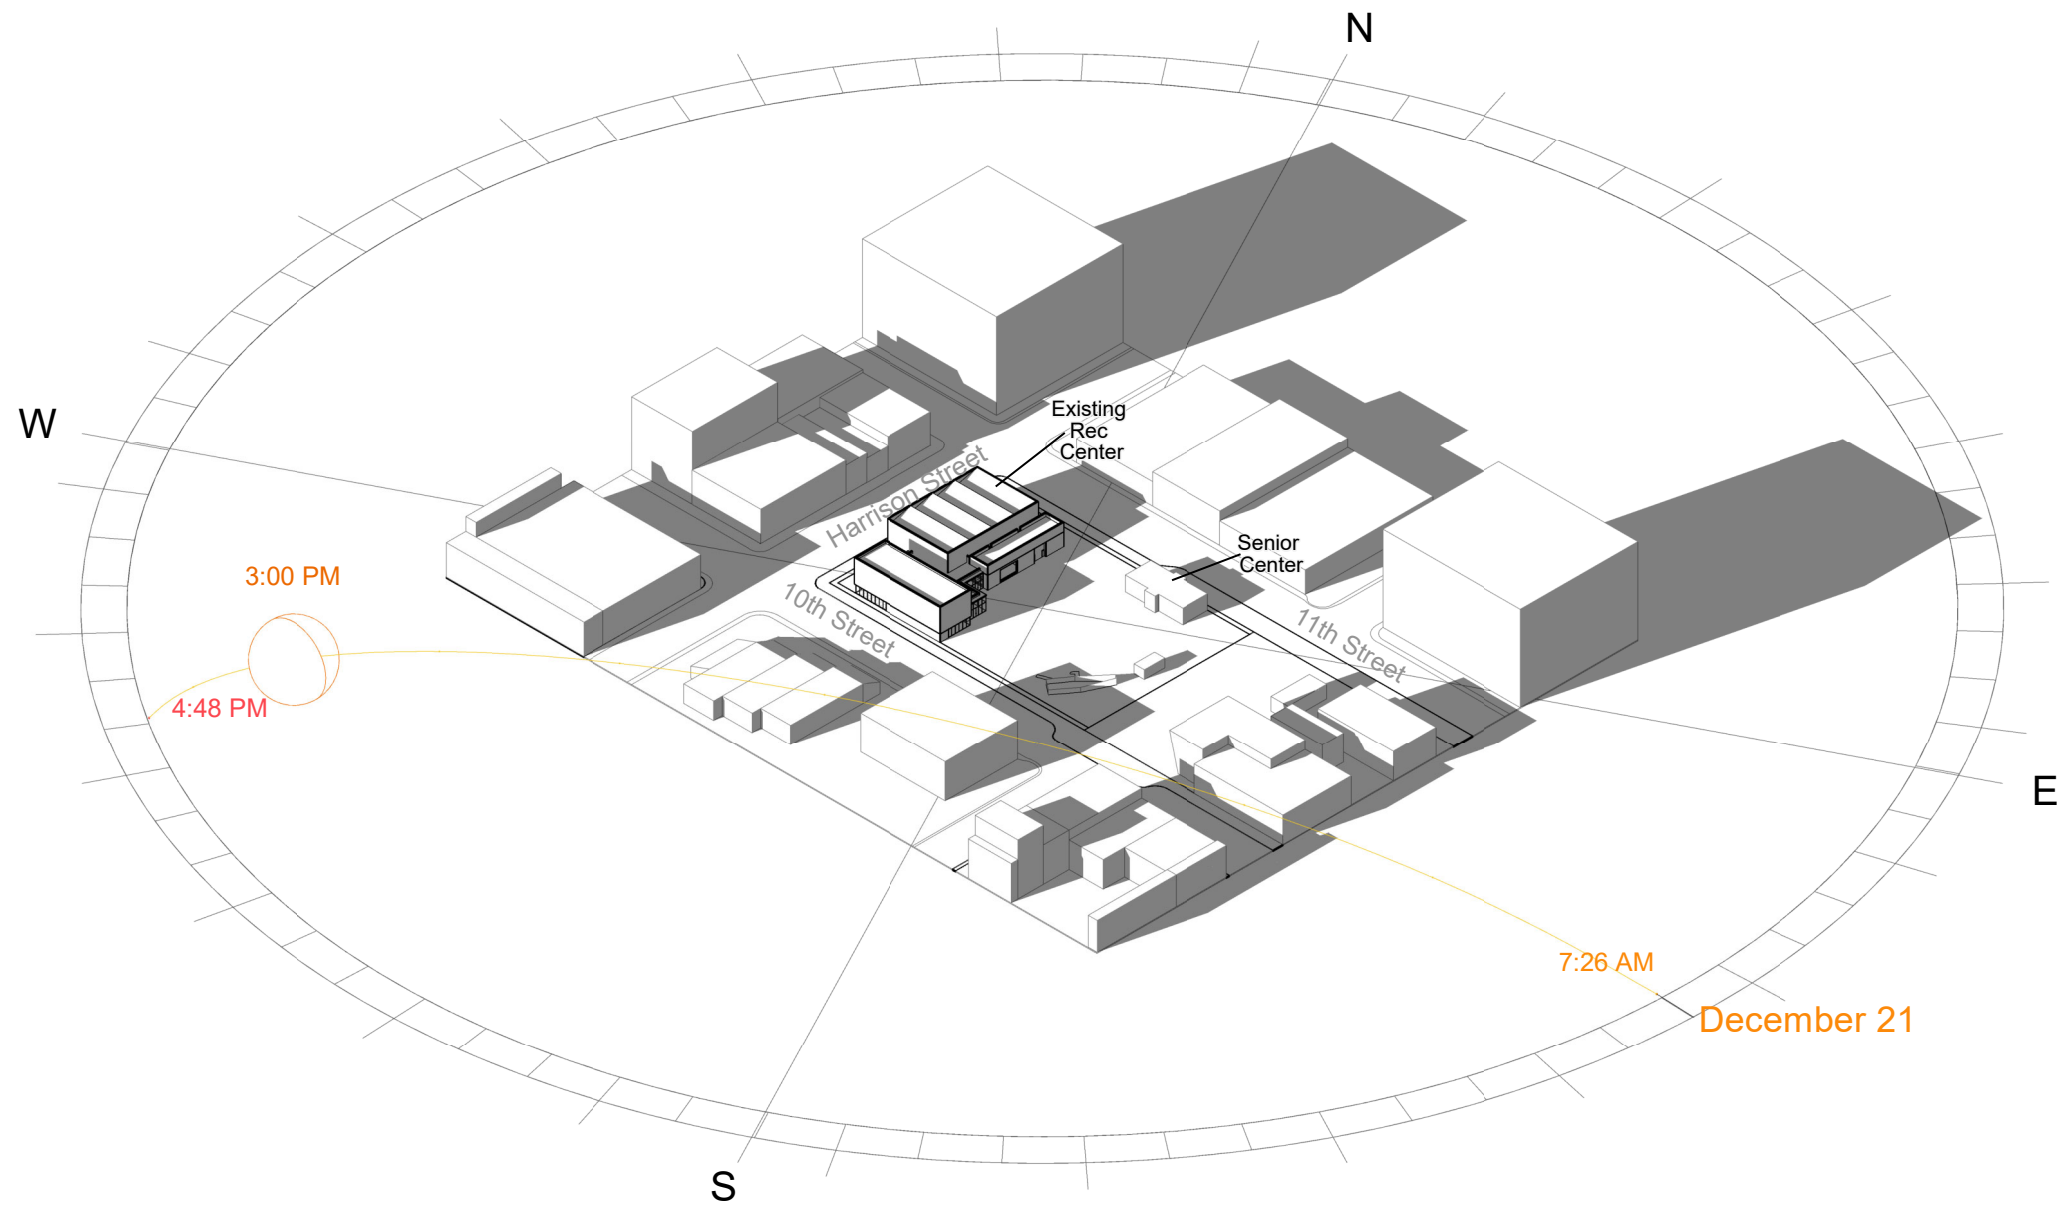 N
Existing
Rec
Center
W
Harrison Street
Senior
Center
3:00 PM
10th Street
11th Street
4:48 PM
E
7:26 AM
December 21
S